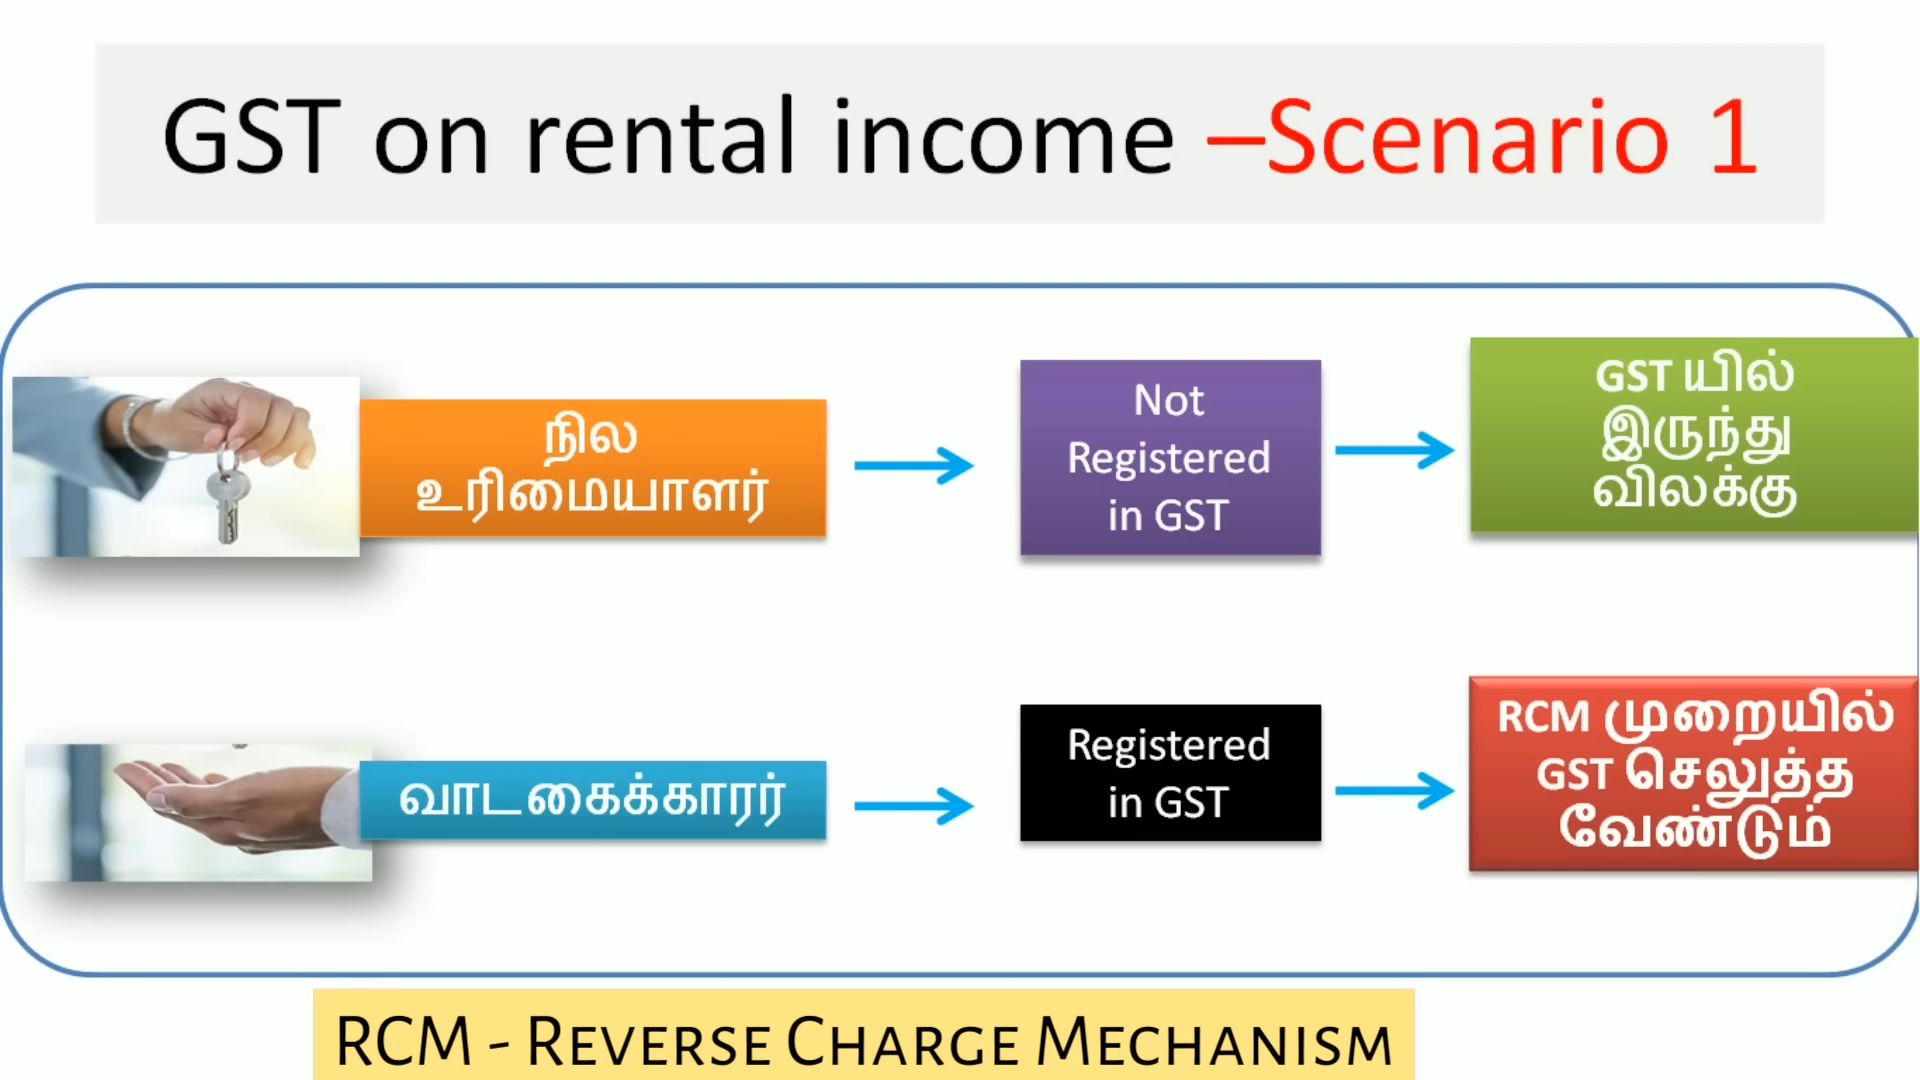 GST on rental income –Scenario 1
நில
உரிமையாளர்
Not
Registered
in GST
GST யில்
இருந்து
விலக்கு
வாடகைக்காரர்
Registered
in GST
RCM முறையில்
GST செலுத்த
வேண்டும்
RCM - Reverse Charge Mechanism